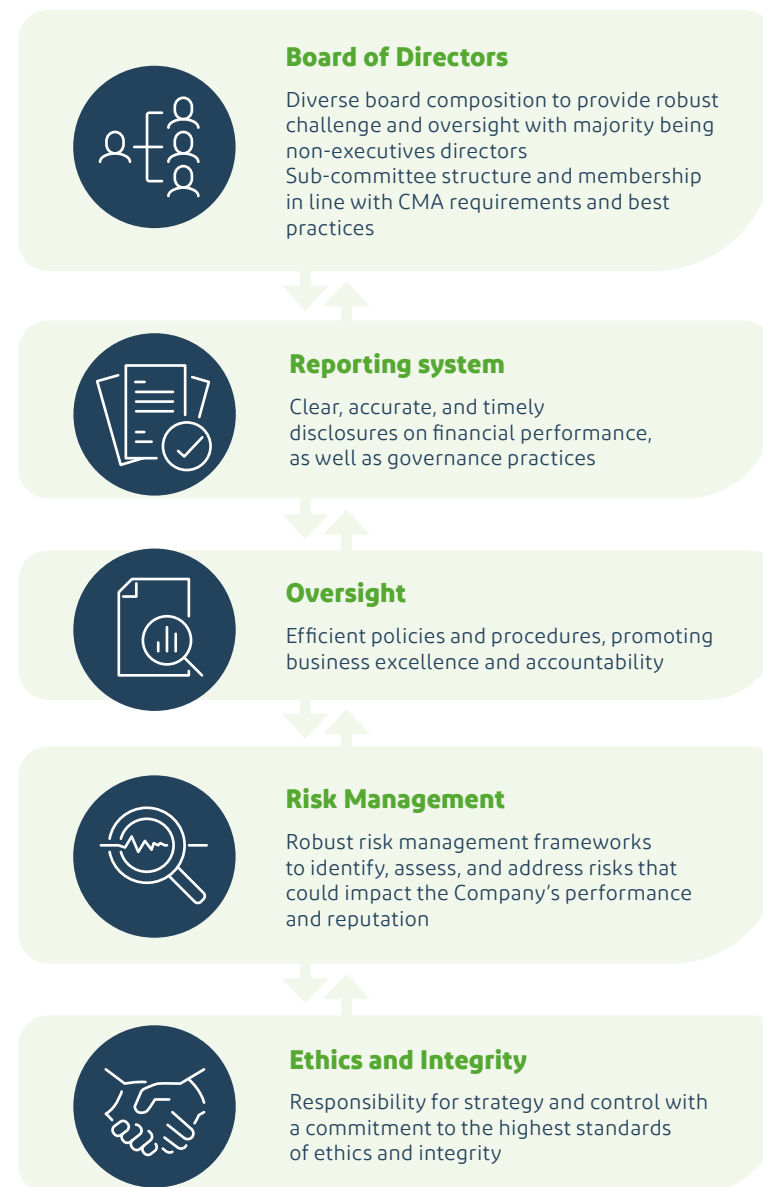 Board of Directors
Diverse board composition to provide robust
challenge and oversight with majority being
non-executives directors
Sub-committee structure and membership
in line with CMA requirements and best
practices
Reporting system
Clear, accurate, and timely
disclosures on financial performance,
as well as governance practices
Oversight
Efficient policies and procedures, promoting
business excellence and accountability
Risk Management
Robust risk management frameworks
to identify, assess, and address risks that
could impact the Company’s performance
and reputation
Ethics and Integrity
Responsibility for strategy and control with
a commitment to the highest standards
of ethics and integrity